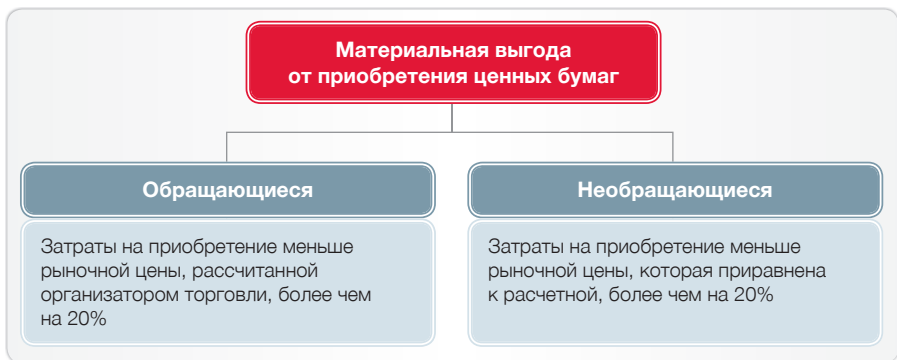 Материальная выгода
от приобретения ценных бумаг
Обращающиеся
Затраты на приобретение меньше
рыночной цены, рассчитанной
организатором торговли, более чем
на 20%
Необращающиеся
Затраты на приобретение меньше
рыночной цены, которая приравнена
к расчетной, более чем на 20%